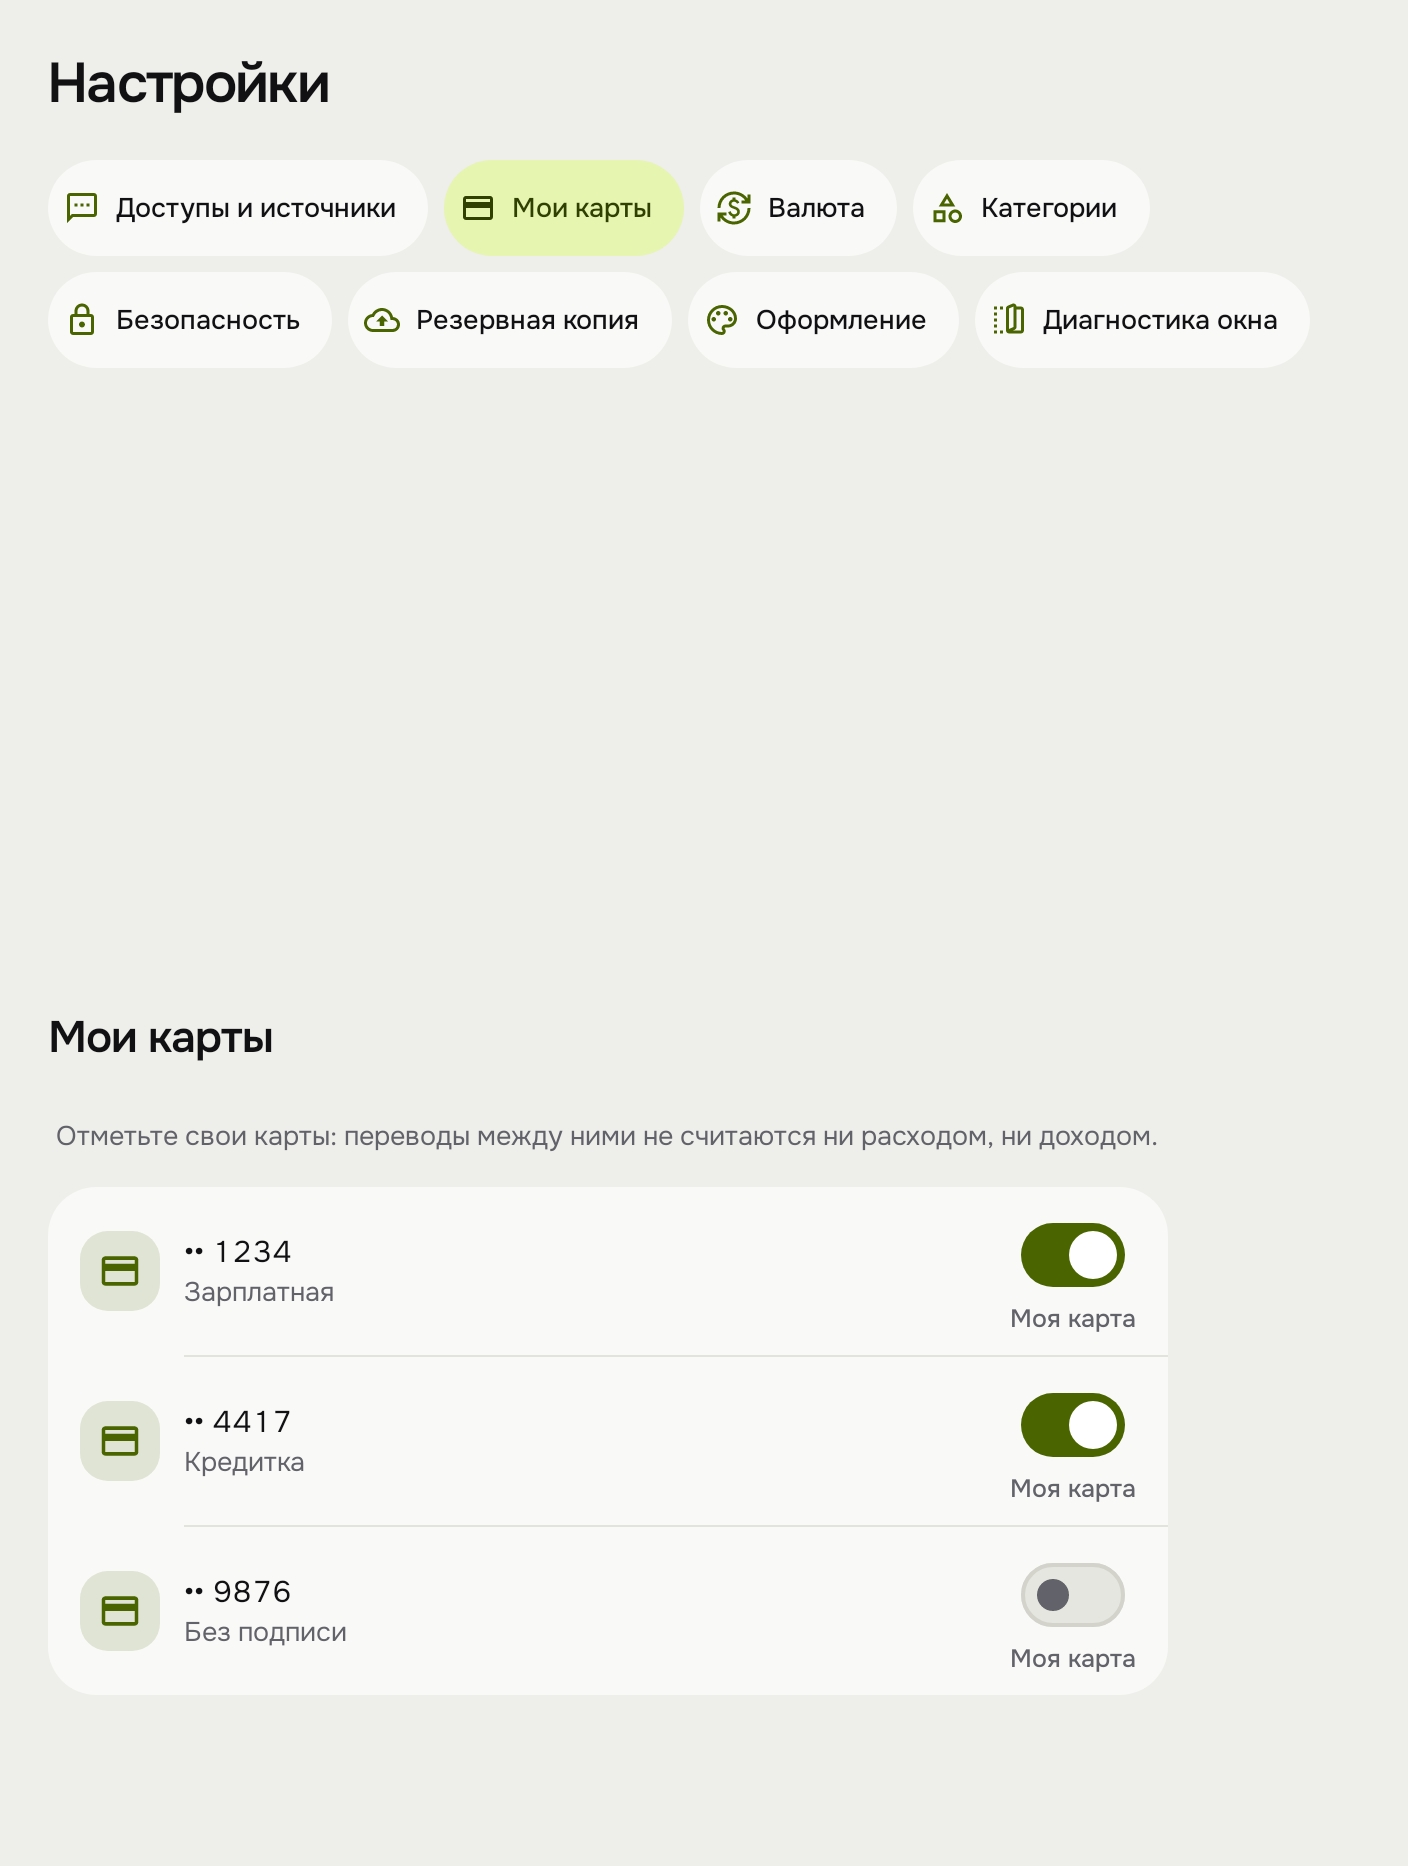 Настройки
Доступы и источники
Мои карты
Валюта
Категории
Безопасность
Резервная копия
Оформление
Диагностика окна
Мои карты
Отметьте свои карты: переводы между ними не считаются ни расходом, ни доходом.
•• 1234
Зарплатная
Моя карта
•• 4417
Кредитка
Моя карта
•• 9876
Без подписи
Моя карта